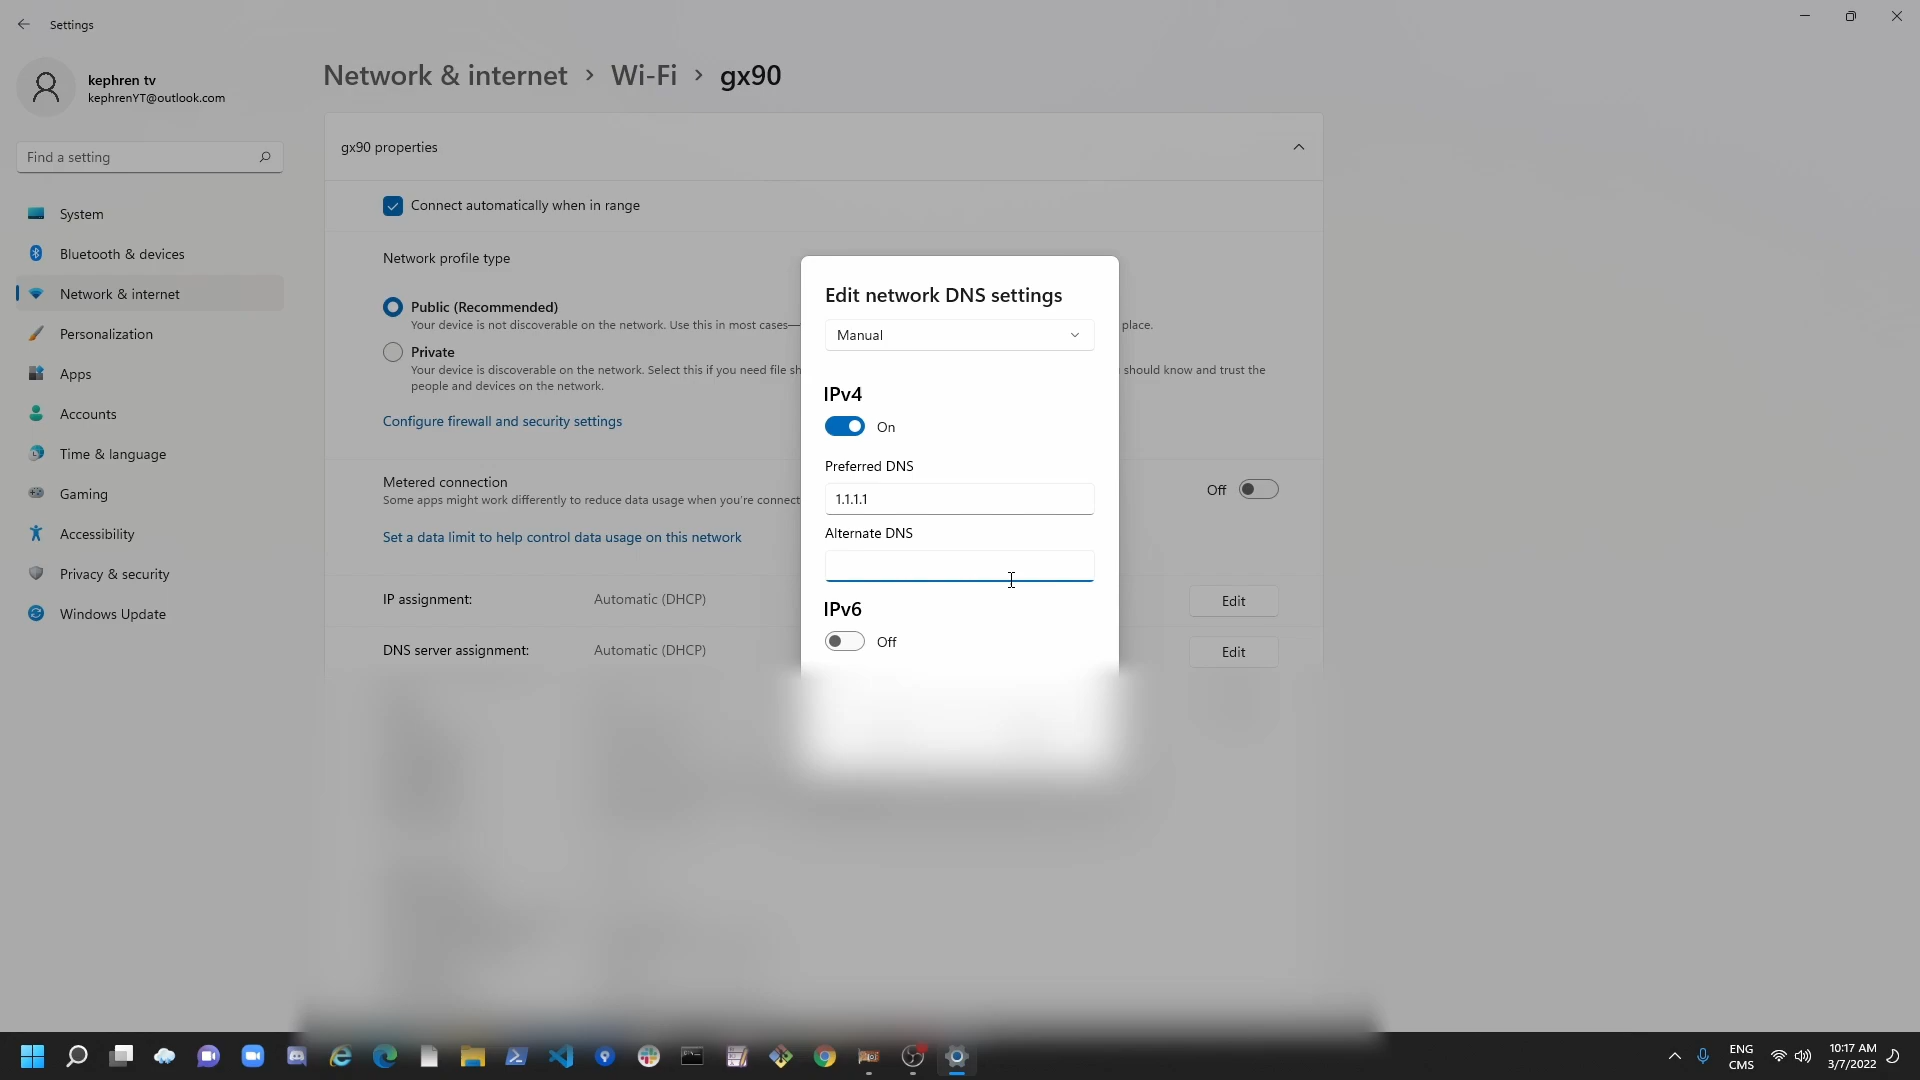 Settings
kephren tv
kephrenYT@outlook.com
Find a setting
System
Bluetooth & devices
Network & internet
Personalization
Apps
Accounts
Time & language
Gaming
Accessibility
Privacy & security
Windows Update
Network & internet > Wi-Fi > gx90
gx90 properties
Connect automatically when in range
Network profile type
Public (Recommended)
Your device is not discoverable on the network. Use this in most cases— place.
Private
Your device is discoverable on the network. Select this if you need file sh should know and trust the
people and devices on the network.
Configure firewall and security settings
Metered connection
Some apps might work differently to reduce data usage when you're connect
Off
Set a data limit to help control data usage on this network
IP assignment: Automatic (DHCP) Edit
DNS server assignment: Automatic (DHCP) Edit
Edit network DNS settings
Manual
IPv4
On
Preferred DNS
1.1.1.1
Alternate DNS
IPv6
Off
ENG
CMS
10:17 AM
3/7/2022